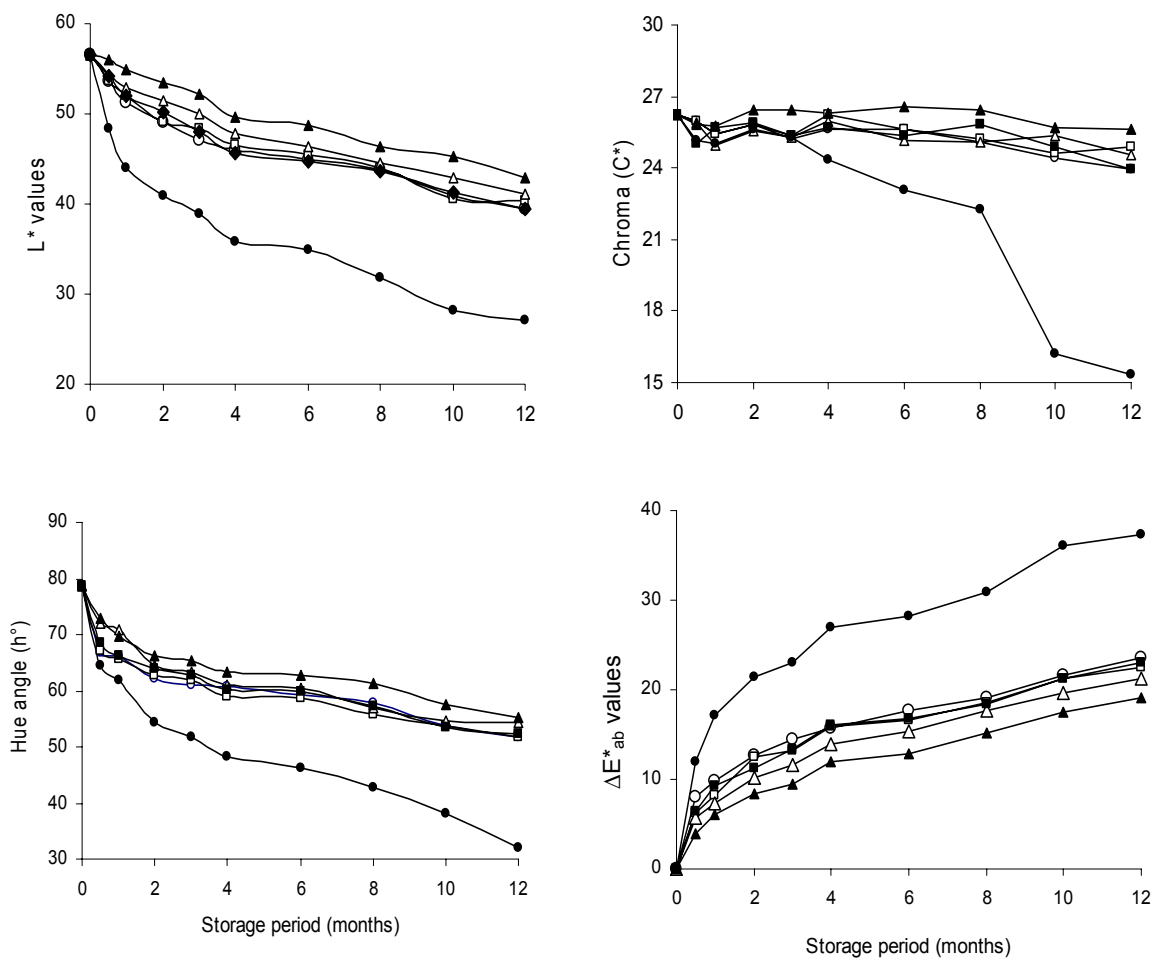 60
50
40
30
20
L* values
0 2 4 6 8 10 12
30
27
24
21
18
15
Chroma (C*)
0 2 4 6 8 10 12
90
80
70
60
50
40
30
Hue angle (h°)
0 2 4 6 8 10 12
Storage period (months)
40
30
20
10
0
ΔE*ab values
0 2 4 6 8 10 12
Storage period (months)